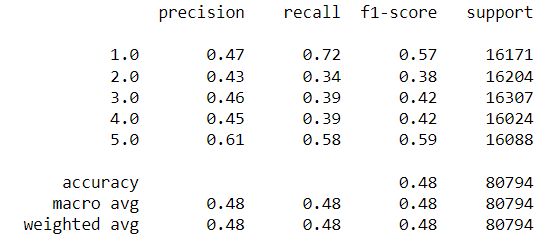 precision recall f1-score support
1.0 0.47 0.72 0.57 16171
2.0 0.43 0.34 0.38 16204
3.0 0.46 0.39 0.42 16307
4.0 0.45 0.39 0.42 16024
5.0 0.61 0.58 0.59 16088
accuracy 0.48 80794
macro avg 0.48 0.48 0.48 80794
weighted avg 0.48 0.48 0.48 80794